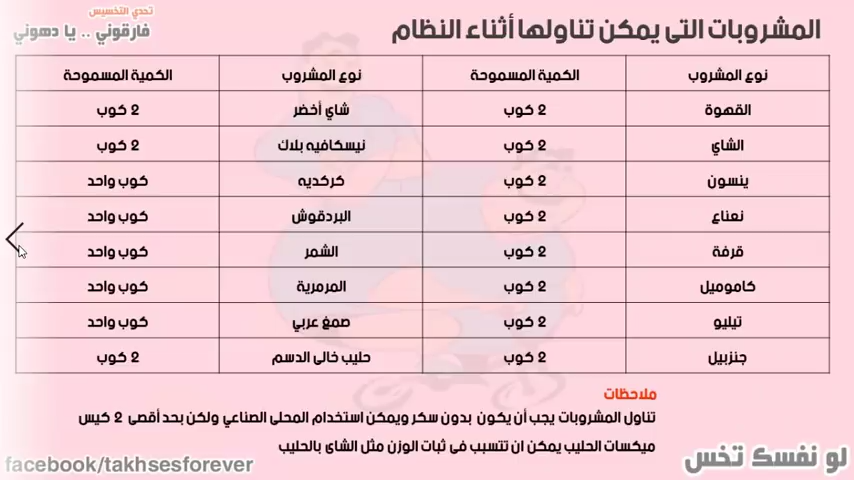 تحدي التخسيس
فارقوني .. يا دهوني
المشروبات التى يمكن تناولها أثناء النظام
نوع المشروب الكمية المسموحة نوع المشروب الكمية المسموحة
القهوة 2 كوب شاي أخضر 2 كوب
الشاي 2 كوب نيسكافيه بلاك 2 كوب
ينسون 2 كوب كركديه كوب واحد
نعناع 2 كوب البردقوش كوب واحد
قرفة 2 كوب الشمر كوب واحد
كاموميل 2 كوب المرمرية كوب واحد
تيليو 2 كوب صمغ عربي كوب واحد
جنزبيل 2 كوب حليب خالى الدسم 2 كوب
ملاحظات
تناول المشروبات يجب أن يكون بدون سكر ويمكن استخدام المحلى الصناعي ولكن بحد أقصى 2 كيس
ميكسات الحليب يمكن ان تتسبب فى ثبات الوزن مثل الشاى بالحليب
لو نفسك تخس
facebook/takhsesforever